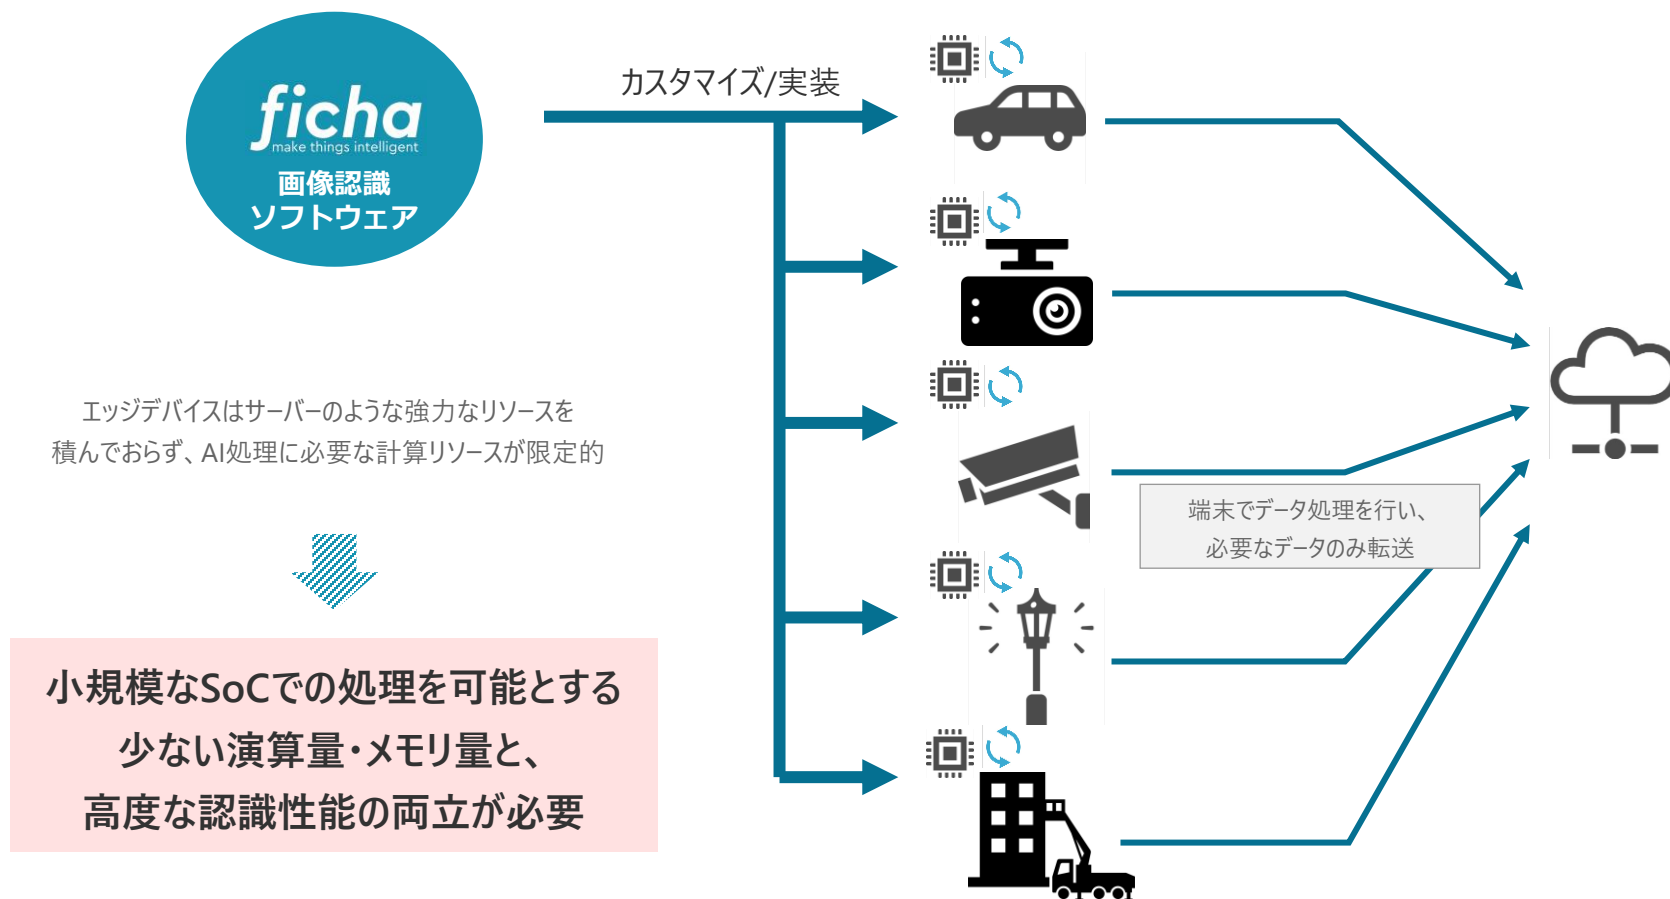 ficha
make things intelligent
画像認識
ソフトウェア
カスタマイズ/実装
エッジデバイスはサーバーのような強力なリソースを
積んでおらず、AI処理に必要な計算リソースが限定的
小規模なSoCでの処理を可能とする
少ない演算量・メモリ量と、
高度な認識性能の両立が必要
端末でデータ処理を行い、
必要なデータのみ転送